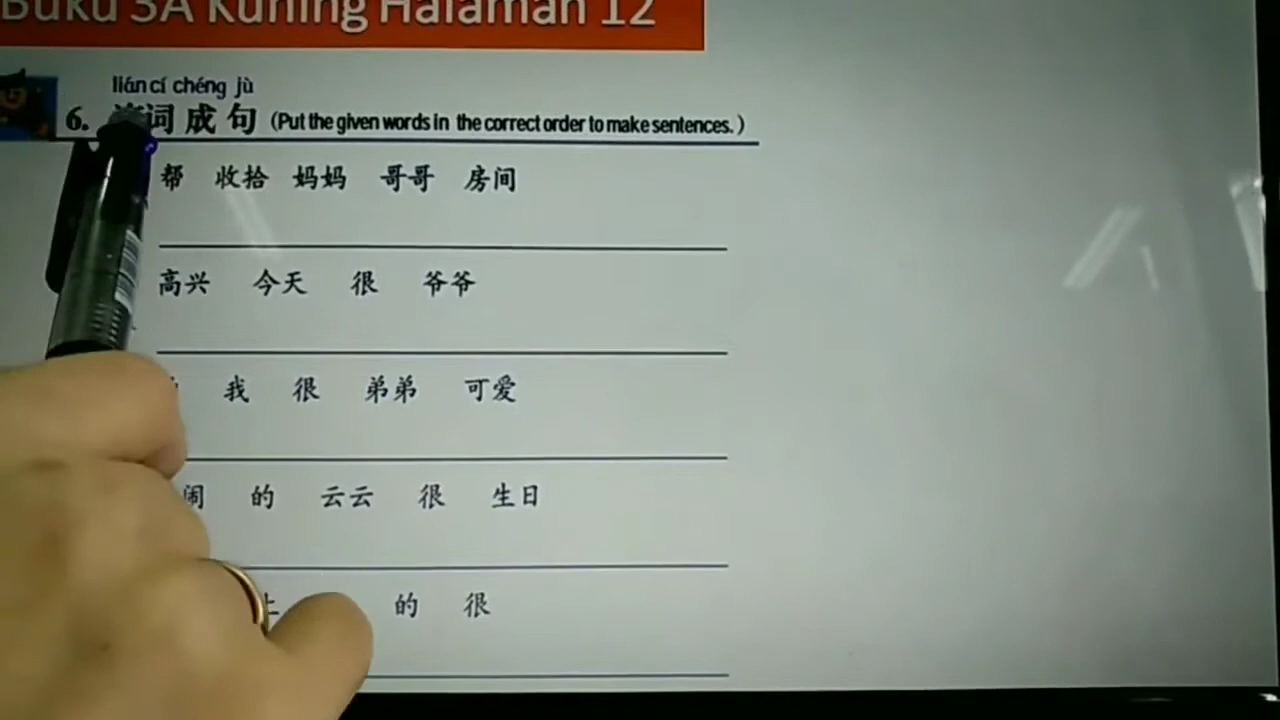 Buku 3A Kuning Halaman 12
lián cí chéng jù
6. 连词成句 (Put the given words in the correct order to make sentences.)
帮 收拾 妈妈 哥哥 房间
高兴 今天 很 爷爷
我 很 弟弟 可爱
闹 的 云云 很 生日
的 很